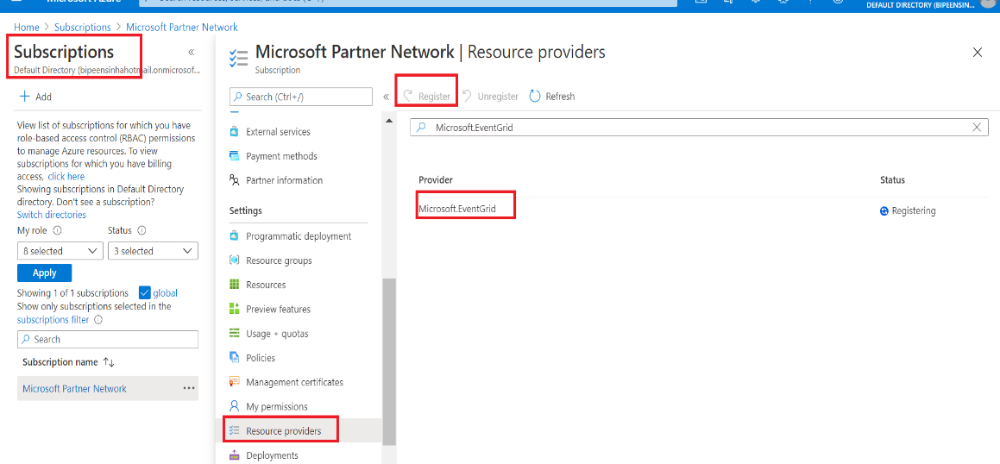 Microsoft Azure
DEFAULT DIRECTORY (BIPEENSIN...
Home > Subscriptions > Microsoft Partner Network
Subscriptions
«
Default Directory (bipeensinhahotmail.onmicrosof...
+ Add
View list of subscriptions for which you have
role-based access control (RBAC) permissions
to manage Azure resources. To view
subscriptions for which you have billing
access, click here
Showing subscriptions in Default Directory
directory. Don't see a subscription?
Switch directories
My role Status
8 selected 3 selected
Apply
Showing 1 of 1 subscriptions global
Show only subscriptions selected in the
subscriptions filter
Search
Subscription name ↑↓
Microsoft Partner Network ...
Microsoft Partner Network | Resource providers
Subscription
Search (Ctrl+/)
«
External services
Payment methods
Partner information
Settings
Programmatic deployment
Resource groups
Resources
Preview features
Usage + quotas
Policies
Management certificates
My permissions
Resource providers
Deployments
Register Unregister Refresh
Microsoft.EventGrid
Provider Status
Microsoft.EventGrid Registering